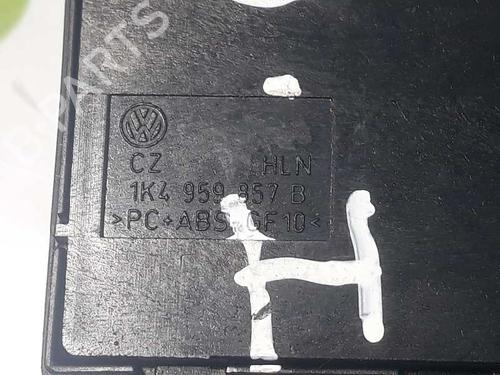 CZ HLN
1K4 959 857 B
>PC+ABS GF10<
H